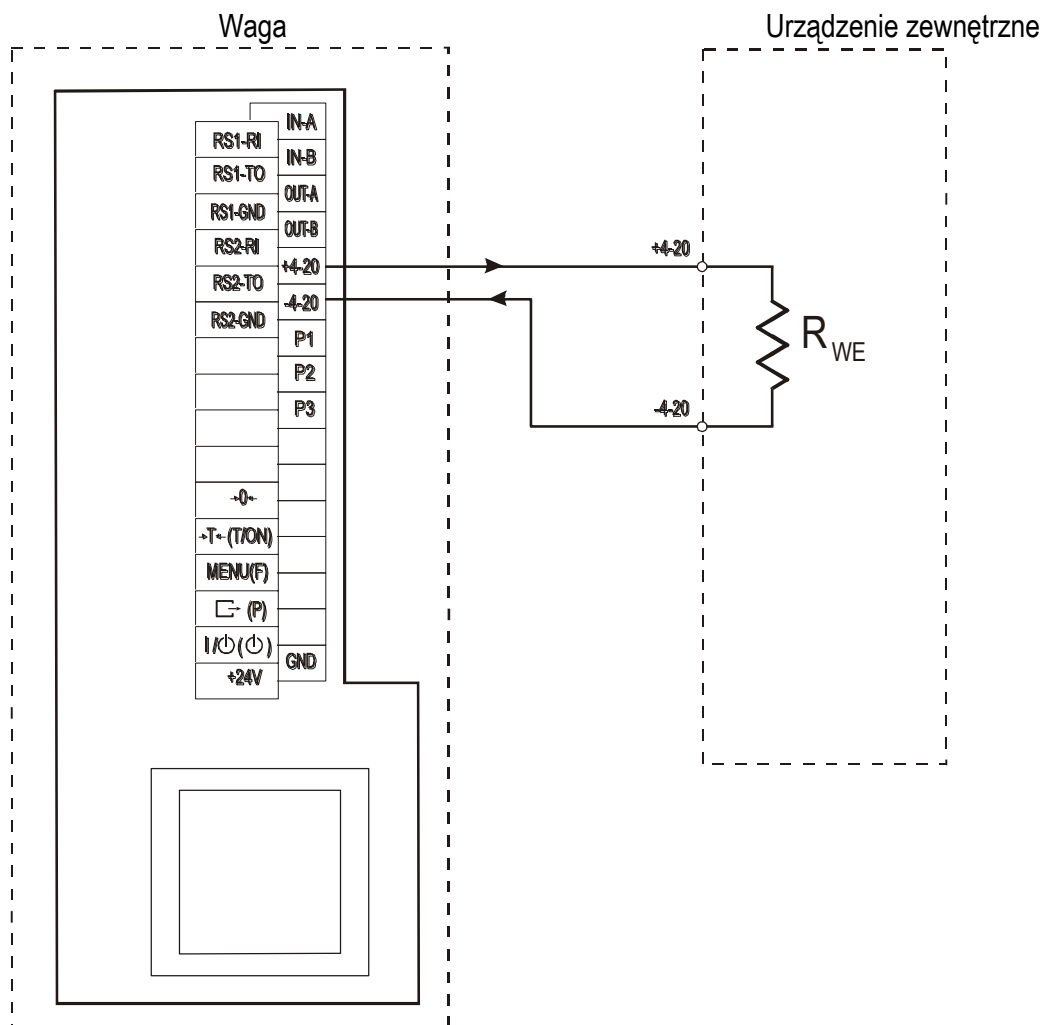 Waga
Urządzenie zewnętrzne
RS1-RI
RS1-TO
RS1-GND
RS2-RI
RS2-TO
RS2-GND
→0←
→T←(T/ON)
MENU(F)
(P)
I/⏻(⏻)
+24V
IN-A
IN-B
OUT-A
OUT-B
+4-20
-4-20
P1
P2
P3
GND
+4-20
-4-20
RWE